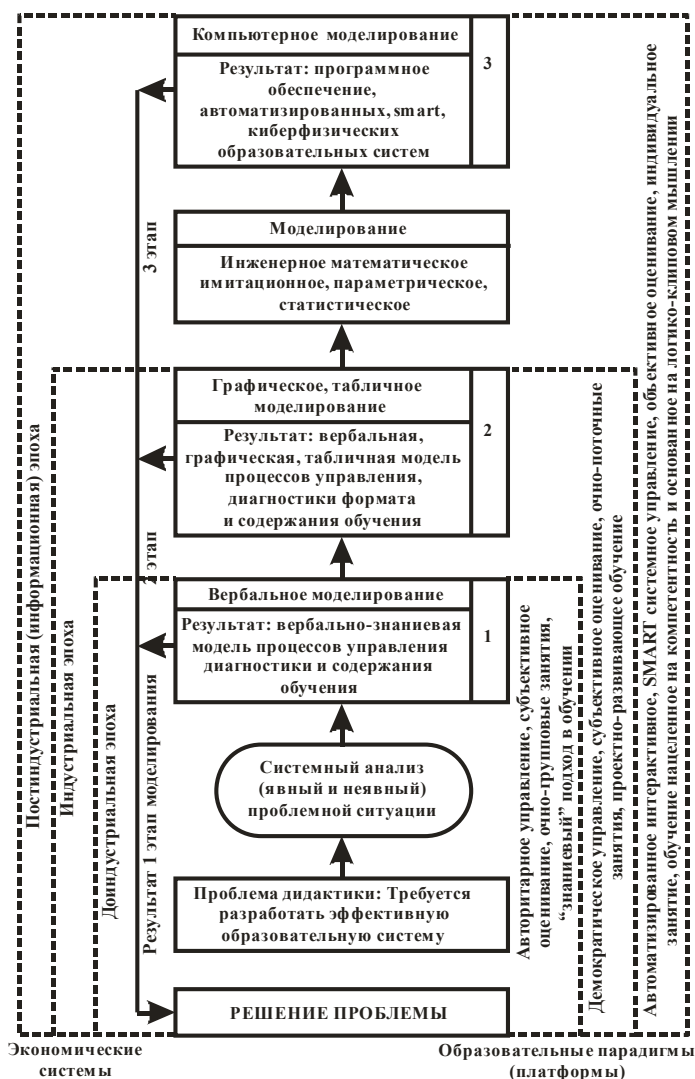 Компьютерное моделирование
3
Результат: программное
обеспечение,
автоматизированных, smart,
киберфизических
образовательных систем
Моделирование
Инженерное математическое
имитационное, параметрическое,
статистическое
Графическое, табличное
моделирование
2
Результат: вербальная,
графическая, табличная модель
процессов управления,
диагностики формата
и содержания обучения
Вербальное моделирование
1
Результат: вербально-знаниевая
модель процессов управления
диагностики и содержания
обучения
Системный анализ
(явный и неявный)
проблемной ситуации
Проблема дидактики: Требуется
разработать эффективную
образовательную систему
РЕШЕНИЕ ПРОБЛЕМЫ
Постиндустриальная (информационная) эпоха
Индустриальная эпоха
Доиндустриальная эпоха
Результат 1 этап моделирования
2 этап
3 этап
Авторитарное управление, субъективное
оценивание, очно-групповые занятия,
“знаниевый” подход в обучении
Демократическое управление, субъективное оценивание, очно-поточные
занятия, проектно-развивающее обучение
Автоматизированное интерактивное, SMART системное управление, объективное оценивание, индивидуальное
занятие, обучение нацеленное на компетентность и основанное на логико-клиповом мышлении
Экономические
системы
Образовательные парадигмы
(платформы)